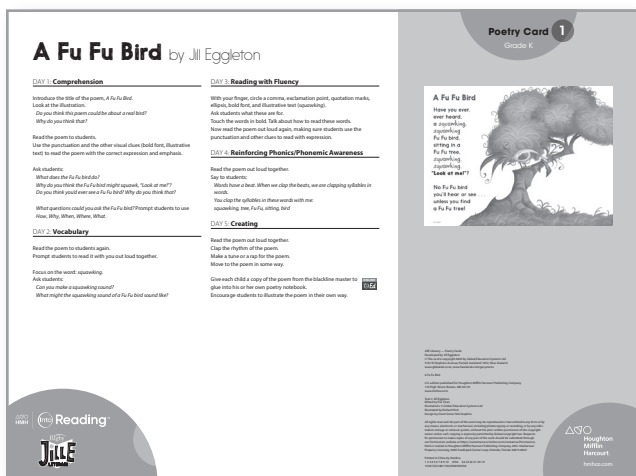 A Fu Fu Bird by Jill Eggleton
DAY 1: Comprehension
Introduce the title of the poem, A Fu Fu Bird.
Look at the illustration.
Do you think this poem could be about a real bird?
Why do you think that?
Read the poem to students.
Use the punctuation and the other visual clues (bold font, illustrative
text) to read the poem with the correct expression and emphasis.
Ask students:
What does the Fu Fu bird do?
Why do you think the Fu Fu bird might squawk, "Look at me!"?
Do you think you'd ever see a Fu Fu bird? Why do you think that?
What questions could you ask the Fu Fu bird? Prompt students to use
How, Why, When, Where, What.
DAY 2: Vocabulary
Read the poem to students again.
Prompt students to read it with you out loud together.
Focus on the word: squawking.
Ask students:
Can you make a squawking sound?
What might the squawking sound of a Fu Fu bird sound like?
DAY 3: Reading with Fluency
With your finger, circle a comma, exclamation point, quotation marks,
ellipsis, bold font, and illustrative text (squawking).
Ask students what these are for.
Touch the words in bold. Talk about how to read these words.
Now read the poem out loud again, making sure students use the
punctuation and other clues to read with expression.
DAY 4: Reinforcing Phonics/Phonemic Awareness
Read the poem out loud together.
Say to students:
Words have a beat. When we clap the beats, we are clapping syllables in
words.
You clap the syllables in these words with me:
squawking, tree, Fu Fu, sitting, bird
DAY 5: Creating
Read the poem out loud together.
Clap the rhythm of the poem.
Make a tune or a rap for the poem.
Move to the poem in some way.
Give each child a copy of the poem from the blackline master to
glue into his or her own poetry notebook.
Encourage students to illustrate the poem in their own way.
HMH
into Reading™
JILL
Poetry Card 1
Grade K
A Fu Fu Bird
Have you ever,
ever heard,
a squawking,
squawking
Fu Fu bird,
sitting in a
Fu Fu tree,
squawking,
squawking,
"Look at me!"?
No Fu Fu bird
you'll hear or see . . .
unless you find
a Fu Fu tree!
Houghton
Mifflin
Harcourt
hmhco.com